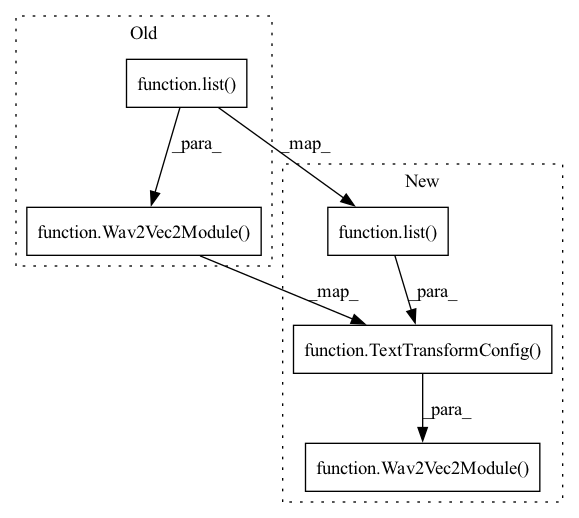 Old
function.list()
_para_
_map_
New
function.Wav2Vec2Module()
function.list()
_map_
_para_
function.TextTransformConfig()
_para_
function.Wav2Vec2Module()